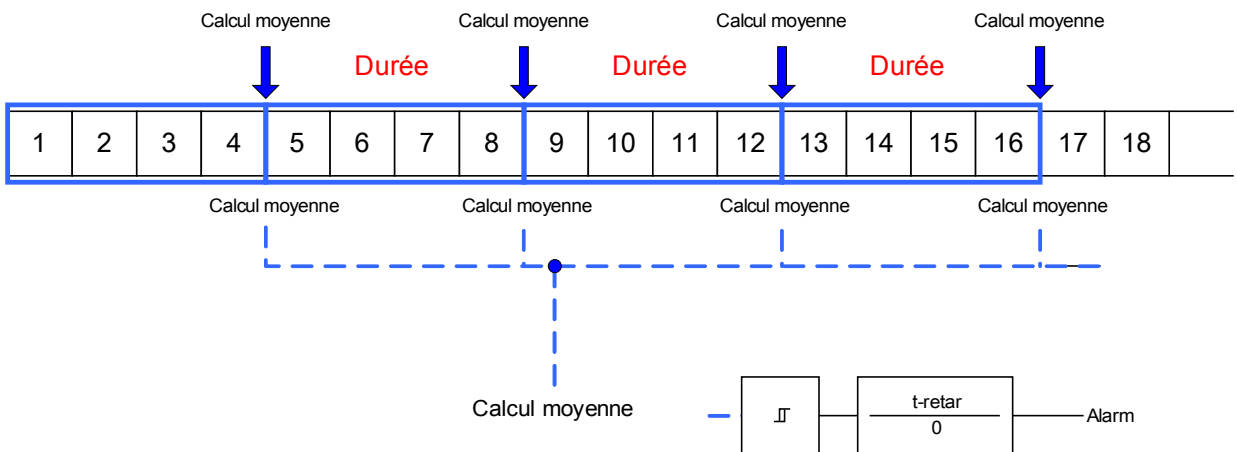 Calcul moyenne Calcul moyenne Calcul moyenne Calcul moyenne
Durée Durée Durée
1 2 3 4 5 6 7 8 9 10 11 12 13 14 15 16 17 18
Calcul moyenne Calcul moyenne Calcul moyenne Calcul moyenne
Calcul moyenne
t-retar
0
Alarm